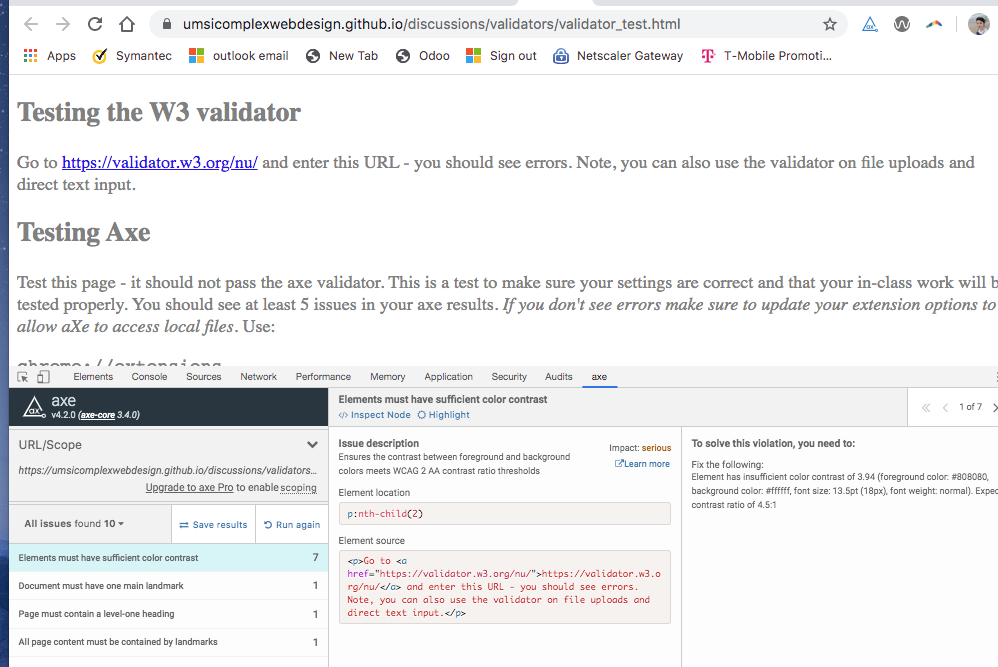 umsicomplexwebdesign.github.io/discussions/validators/validator_test.html
Apps Symantec outlook email New Tab Odoo Sign out Netscaler Gateway T-Mobile Promoti...
Testing the W3 validator
Go to https://validator.w3.org/nu/ and enter this URL - you should see errors. Note, you can also use the validator on file uploads and
direct text input.
Testing Axe
Test this page - it should not pass the axe validator. This is a test to make sure your settings are correct and that your in-class work will b
tested properly. You should see at least 5 issues in your axe results. If you don't see errors make sure to update your extension options to
allow aXe to access local files. Use:
chrome://extensions
Elements Console Sources Network Performance Memory Application Security Audits axe
axe
v4.2.0 (axe-core 3.4.0)
URL/Scope
https://umsicomplexwebdesign.github.io/discussions/validators...
Upgrade to axe Pro to enable scoping
All issues found 10
Save results
Run again
Elements must have sufficient color contrast 7
Document must have one main landmark 1
Page must contain a level-one heading 1
All page content must be contained by landmarks 1
Elements must have sufficient color contrast
</> Inspect Node Highlight
1 of 7
Issue description
Ensures the contrast between foreground and background
colors meets WCAG 2 AA contrast ratio thresholds
Impact: serious
Learn more
Element location
p:nth-child(2)
Element source
<p>Go to <a
href="https://validator.w3.org/nu/">https://validator.w3.o
rg/nu/</a> and enter this URL - you should see errors.
Note, you can also use the validator on file uploads and
direct text input.</p>
To solve this violation, you need to:
Fix the following:
Element has insufficient color contrast of 3.94 (foreground color: #808080,
background color: #ffffff, font size: 13.5pt (18px), font weight: normal). Expec
contrast ratio of 4.5:1